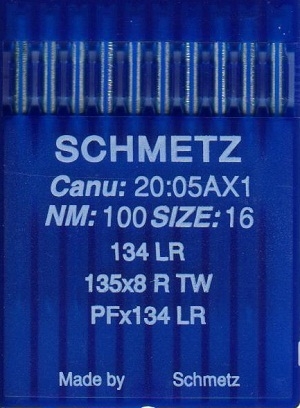 SCHMETZ
Canu: 20:05AX1
NM: 100 SIZE: 16
134 LR
135x8 R TW
PFx134 LR
Made by Schmetz